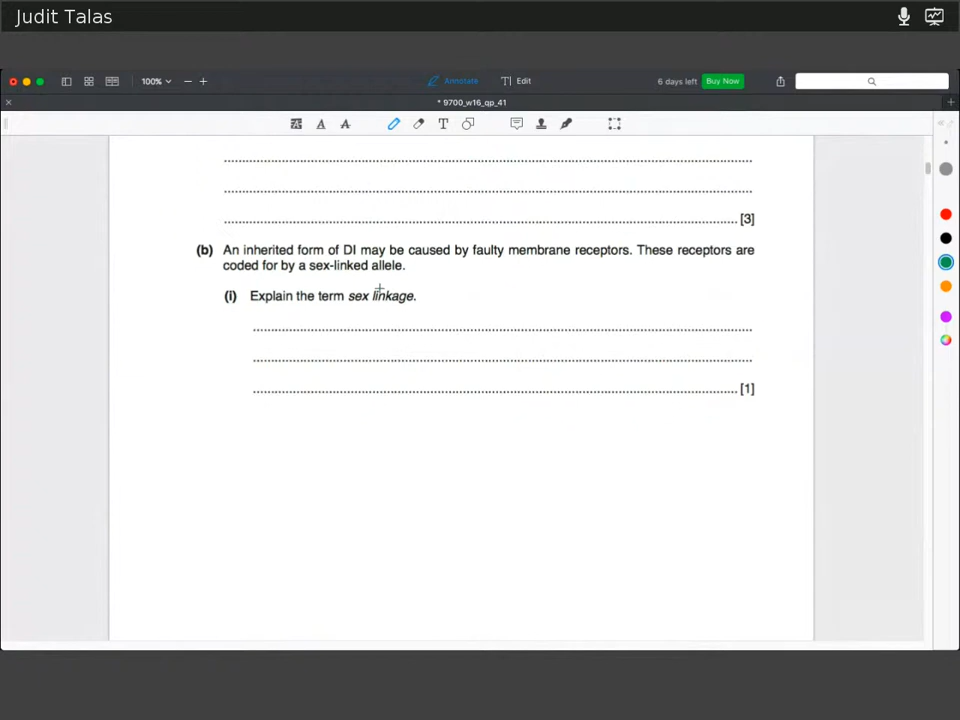 Judit Talas
100%
Annotate
Edit
6 days left
Buy Now
* 9700_w16_qp_41
[3]
(b) An inherited form of DI may be caused by faulty membrane receptors. These receptors are
coded for by a sex-linked allele.
(i) Explain the term sex linkage.
[1]